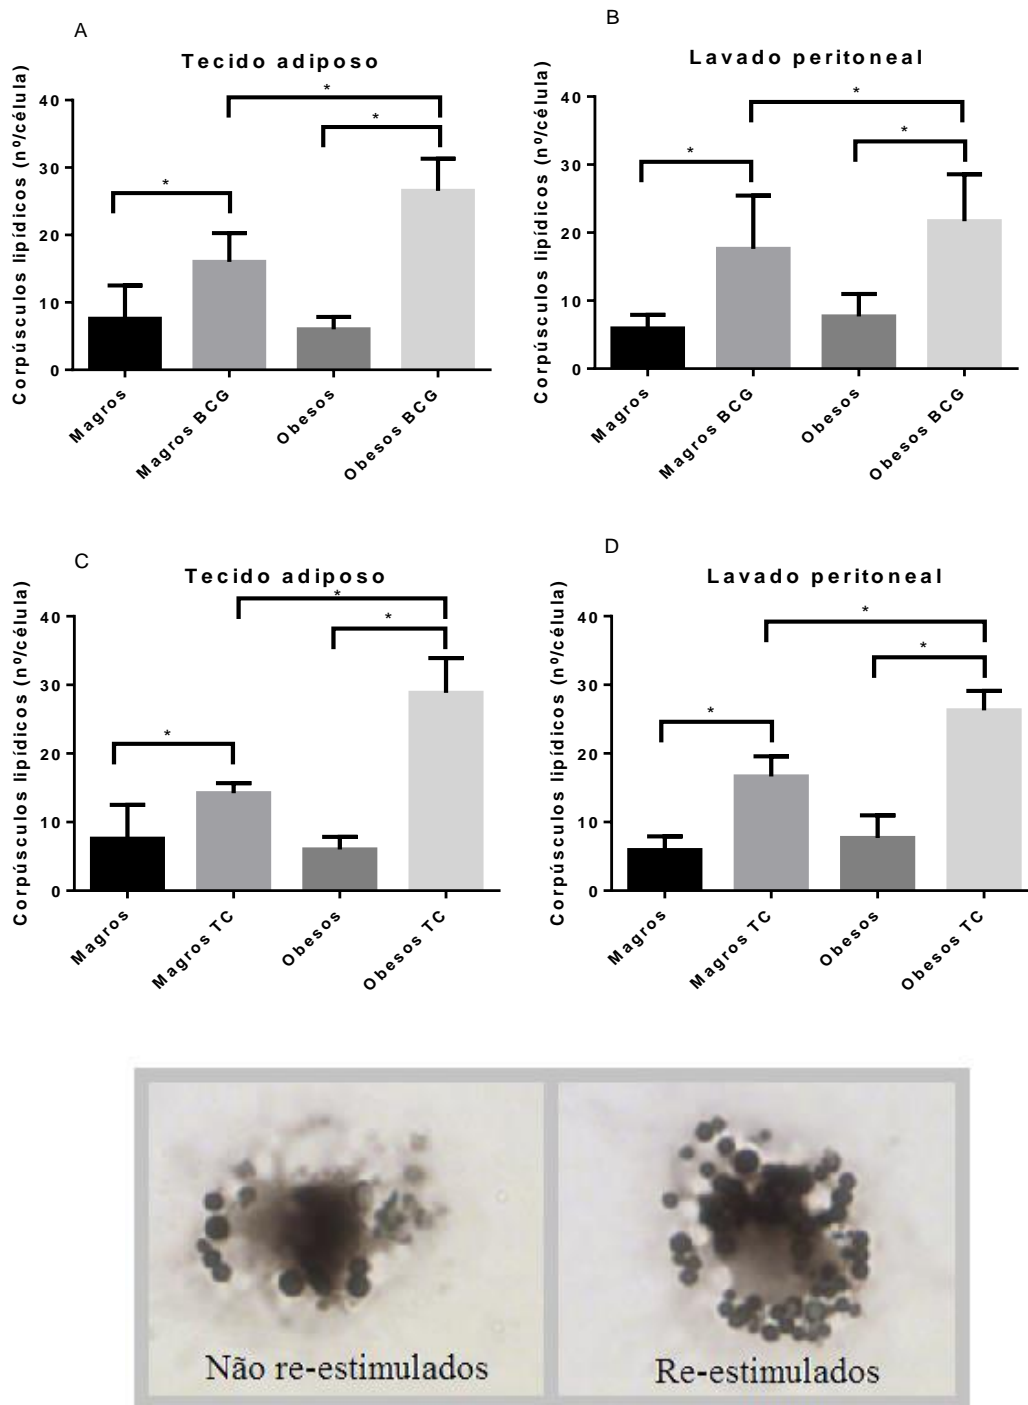 A
Tecido adiposo
Corpúsculos lipídicos (nº/célula)
40
30
20
10
0
*
*
*
Magros
Magros BCG
Obesos
Obesos BCG
B
Lavado peritoneal
Corpúsculos lipídicos (nº/célula)
40
30
20
10
0
*
*
*
Magros
Magros BCG
Obesos
Obesos BCG
C
Tecido adiposo
Corpúsculos lipídicos (nº/célula)
40
30
20
10
0
*
*
*
Magros
Magros TC
Obesos
Obesos TC
D
Lavado peritoneal
Corpúsculos lipídicos (nº/célula)
40
30
20
10
0
*
*
*
Magros
Magros TC
Obesos
Obesos TC
Não re-estimulados
Re-estimulados